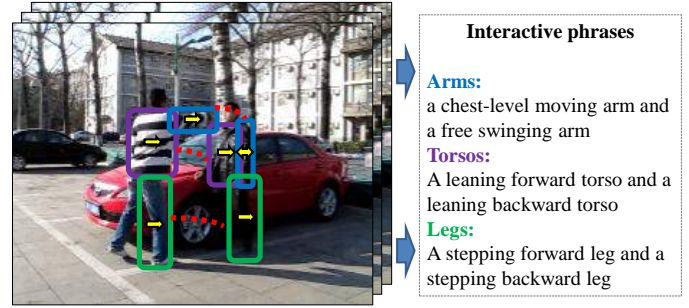 Interactive phrases
Arms:
a chest-level moving arm and
a free swinging arm
Torsos:
A leaning forward torso and a
leaning backward torso
Legs:
A stepping forward leg and a
stepping backward leg